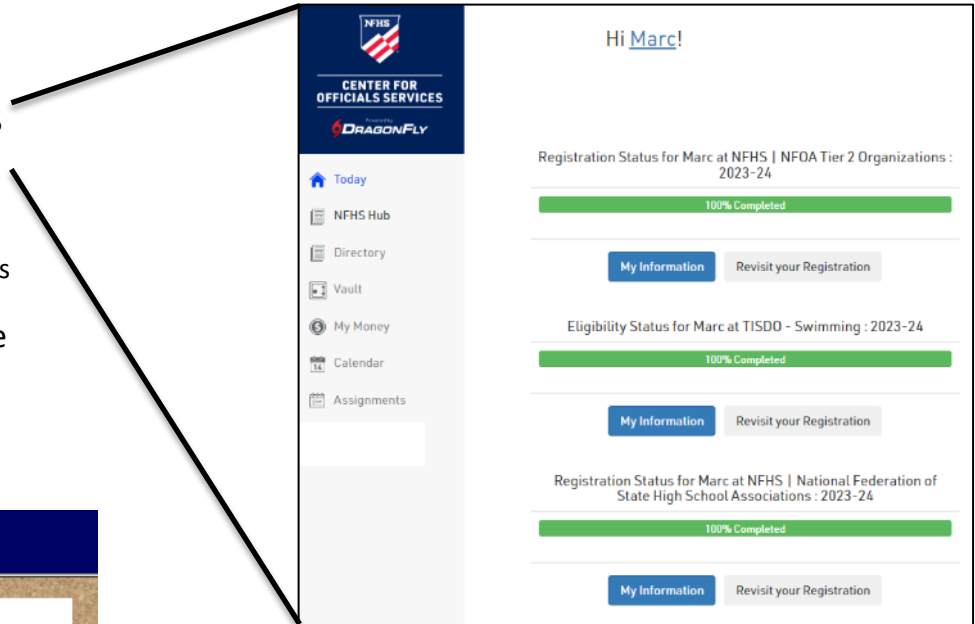 NFHS
CENTER FOR
OFFICIALS SERVICES
Powered by
DRAGONFLY
Today
NFHS Hub
Directory
Vault
My Money
Calendar
Assignments
Hi Marc!
Registration Status for Marc at NFHS | NFOA Tier 2 Organizations :
2023-24
100% Completed
My Information Revisit your Registration
Eligibility Status for Marc at TISDO - Swimming : 2023-24
100% Completed
My Information Revisit your Registration
Registration Status for Marc at NFHS | National Federation of
State High School Associations : 2023-24
100% Completed
My Information Revisit your Registration